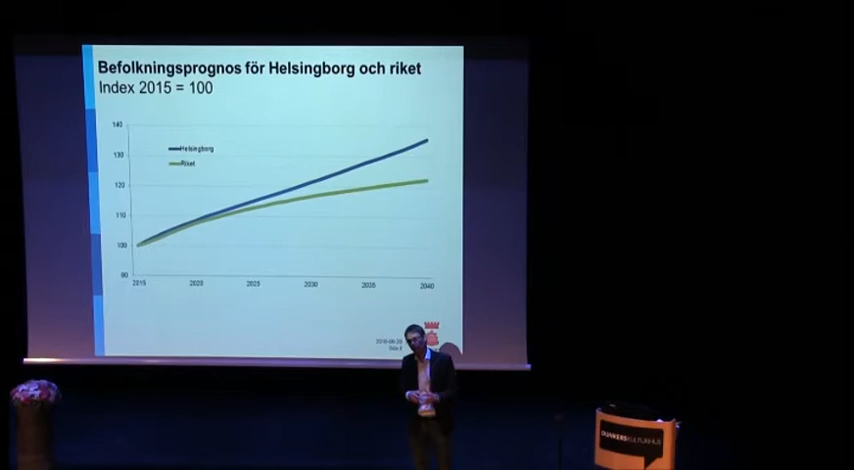 Befolkningsprognos för Helsingborg och riket
Index 2015 = 100
140
Helsingborg
130
Riket
120
110
100
90
2015 2020 2025 2030 2035 2040
DUNKERSKULTURHUS